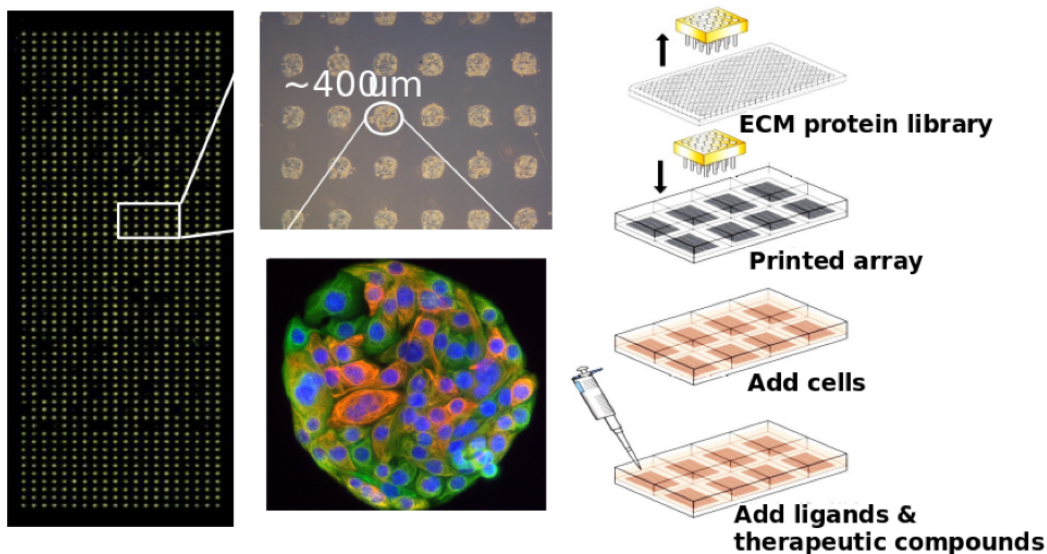 ~400um
ECM protein library
Printed array
Add cells
Add ligands &
therapeutic compounds